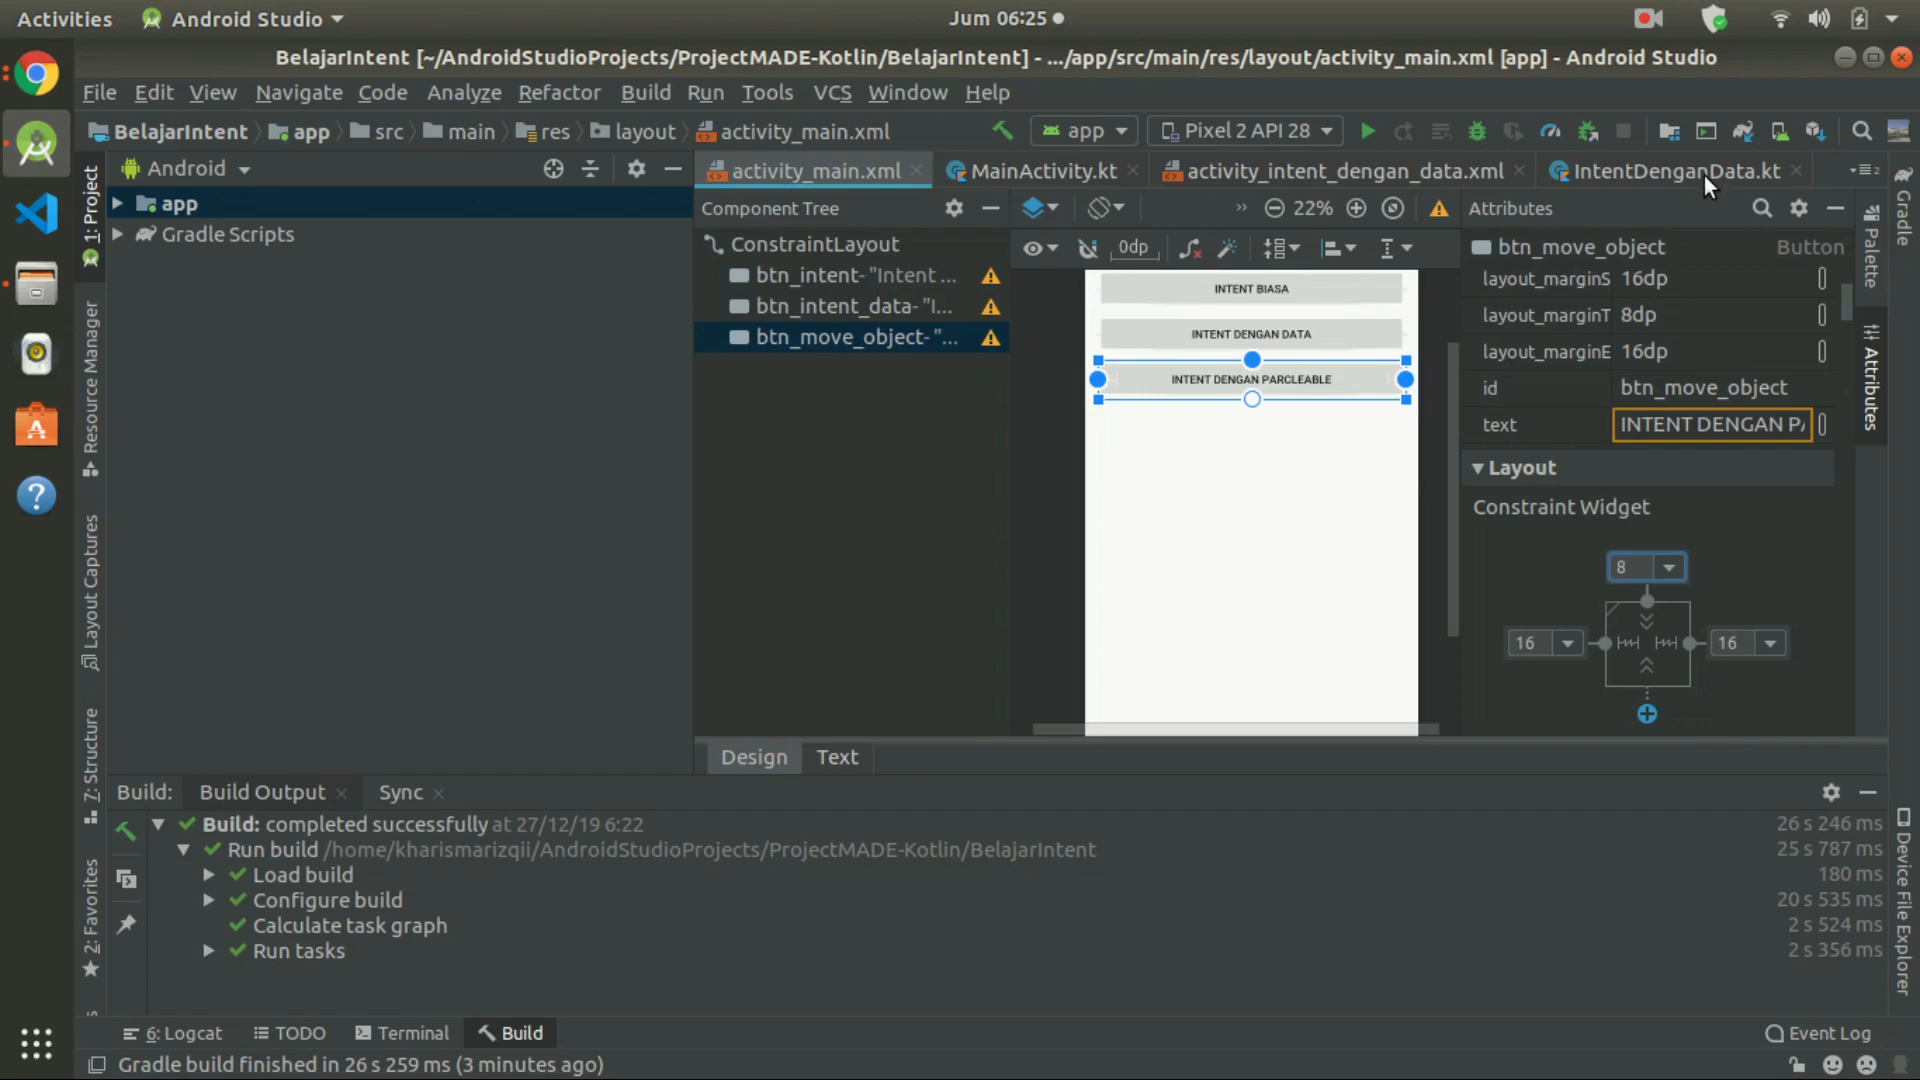 Activities
Android Studio
Jum 06:25
BelajarIntent [~/AndroidStudioProjects/ProjectMADE-Kotlin/BelajarIntent] - .../app/src/main/res/layout/activity_main.xml [app] - Android Studio
File Edit View Navigate Code Analyze Refactor Build Run Tools VCS Window Help
BelajarIntent app src main res layout activity_main.xml
app Pixel 2 API 28
1: Project
Resource Manager
Layout Captures
7: Structure
2: Favorites
Android
app
Gradle Scripts
activity_main.xml MainActivity.kt activity_intent_dengan_data.xml IntentDenganData.kt
Component Tree
ConstraintLayout
btn_intent- "Intent ...
btn_intent_data- "I...
btn_move_object- "...
» 22%
0dp
INTENT BIASA
INTENT DENGAN DATA
INTENT DENGAN PARCLEABLE
Design Text
Attributes
btn_move_object Button
layout_marginS 16dp
layout_marginT 8dp
layout_marginE 16dp
id btn_move_object
text INTENT DENGAN PA
Layout
Constraint Widget
8
16
16
Gradle
Palette
Attributes
Device File Explorer
Build: Build Output Sync
Build: completed successfully at 27/12/19 6:22 26 s 246 ms
Run build /home/kharismarizqii/AndroidStudioProjects/ProjectMADE-Kotlin/BelajarIntent 25 s 787 ms
Load build 180 ms
Configure build 20 s 535 ms
Calculate task graph 2 s 524 ms
Run tasks 2 s 356 ms
6: Logcat TODO Terminal Build Event Log
Gradle build finished in 26 s 259 ms (3 minutes ago)